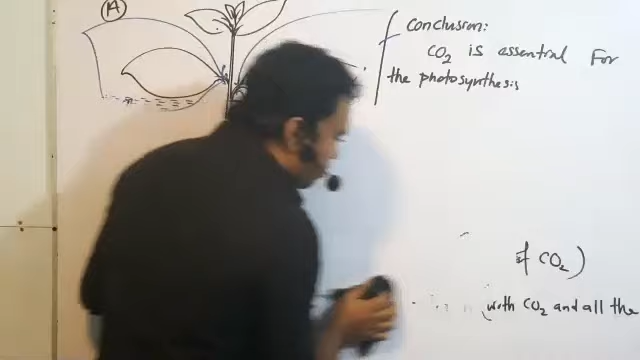 A
Conclusion:
CO₂ is essential For
the photosynthesis
of CO₂)
with CO₂ and all the